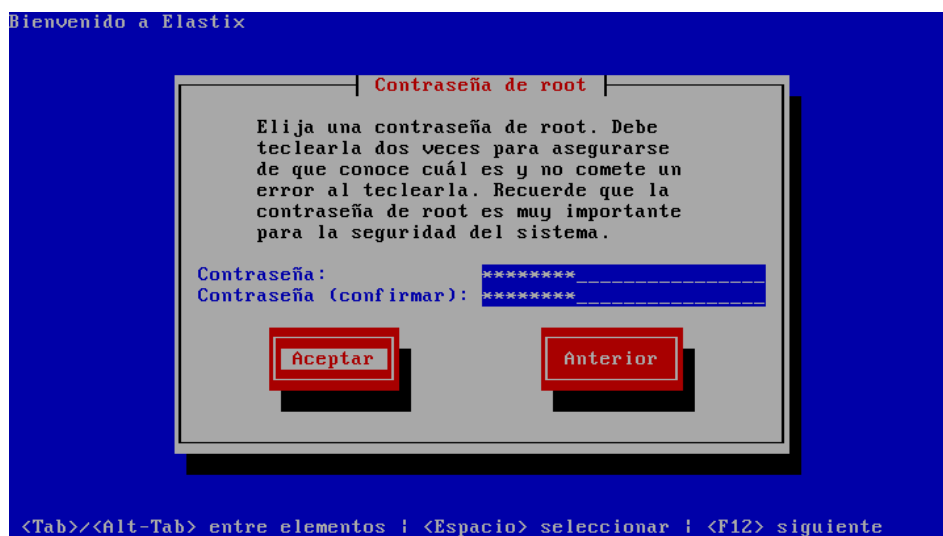 Bienvenido a Elastix
Contraseña de root
Elija una contraseña de root. Debe
teclearla dos veces para asegurarse
de que conoce cuál es y no comete un
error al teclearla. Recuerde que la
contraseña de root es muy importante
para la seguridad del sistema.
Contraseña: ********________________
Contraseña (confirmar): ********________________
Aceptar Anterior
<Tab>/<Alt-Tab> entre elementos ¦ <Espacio> seleccionar ¦ <F12> siguiente